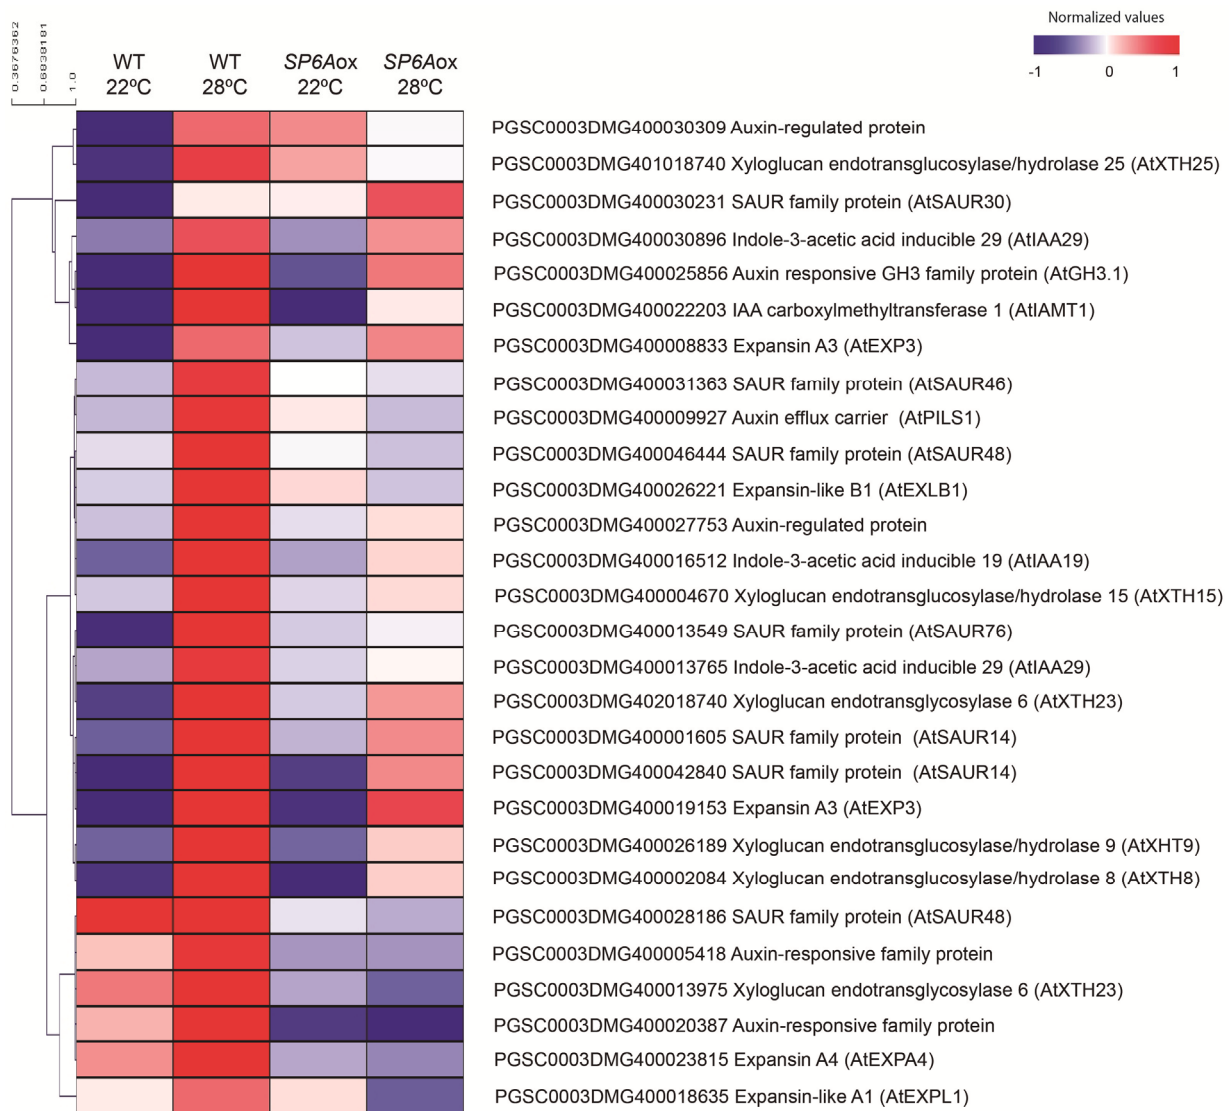 Normalized values
-1 0 1
0.3676362
0.6838181
1.0
WT 22ºC
WT 28ºC
SP6Aox 22ºC
SP6Aox 28ºC
PGSC0003DMG400030309 Auxin-regulated protein
PGSC0003DMG401018740 Xyloglucan endotransglucosylase/hydrolase 25 (AtXTH25)
PGSC0003DMG400030231 SAUR family protein (AtSAUR30)
PGSC0003DMG400030896 Indole-3-acetic acid inducible 29 (AtIAA29)
PGSC0003DMG400025856 Auxin responsive GH3 family protein (AtGH3.1)
PGSC0003DMG400022203 IAA carboxylmethyltransferase 1 (AtIAMT1)
PGSC0003DMG400008833 Expansin A3 (AtEXP3)
PGSC0003DMG400031363 SAUR family protein (AtSAUR46)
PGSC0003DMG400009927 Auxin efflux carrier (AtPILS1)
PGSC0003DMG400046444 SAUR family protein (AtSAUR48)
PGSC0003DMG400026221 Expansin-like B1 (AtEXLB1)
PGSC0003DMG400027753 Auxin-regulated protein
PGSC0003DMG400016512 Indole-3-acetic acid inducible 19 (AtIAA19)
PGSC0003DMG400004670 Xyloglucan endotransglucosylase/hydrolase 15 (AtXTH15)
PGSC0003DMG400013549 SAUR family protein (AtSAUR76)
PGSC0003DMG400013765 Indole-3-acetic acid inducible 29 (AtIAA29)
PGSC0003DMG402018740 Xyloglucan endotransglycosylase 6 (AtXTH23)
PGSC0003DMG400001605 SAUR family protein (AtSAUR14)
PGSC0003DMG400042840 SAUR family protein (AtSAUR14)
PGSC0003DMG400019153 Expansin A3 (AtEXP3)
PGSC0003DMG400026189 Xyloglucan endotransglucosylase/hydrolase 9 (AtXHT9)
PGSC0003DMG400002084 Xyloglucan endotransglucosylase/hydrolase 8 (AtXTH8)
PGSC0003DMG400028186 SAUR family protein (AtSAUR48)
PGSC0003DMG400005418 Auxin-responsive family protein
PGSC0003DMG400013975 Xyloglucan endotransglycosylase 6 (AtXTH23)
PGSC0003DMG400020387 Auxin-responsive family protein
PGSC0003DMG400023815 Expansin A4 (AtEXPA4)
PGSC0003DMG400018635 Expansin-like A1 (AtEXPL1)